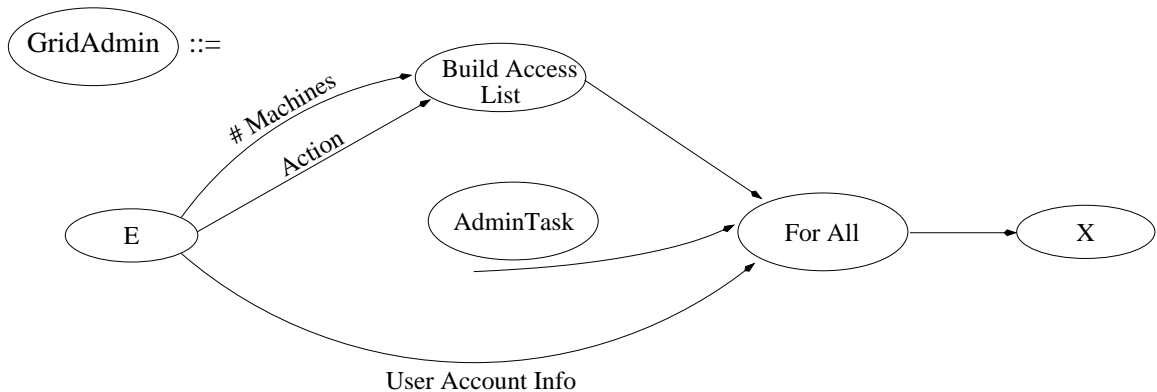 GridAdmin ::=
# Machines
Action
Build Access
List
E
AdminTask
For All
X
User Account Info